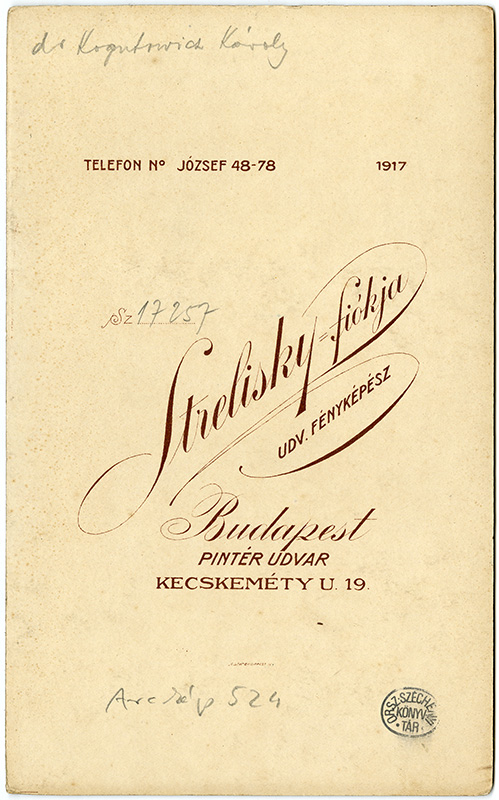 dr Kogutowicz Károly
TELEFON Nº JÓZSEF 48-78 1917
Sz 17257
Strelisky=fiókja
UDV. FÉNYKÉPÉSZ
Budapest
PINTÉR UDVAR
KECSKEMÉTY U. 19.
Arckép 524
ORSZ. SZÉCHÉNYI
KÖNYV
TÁR